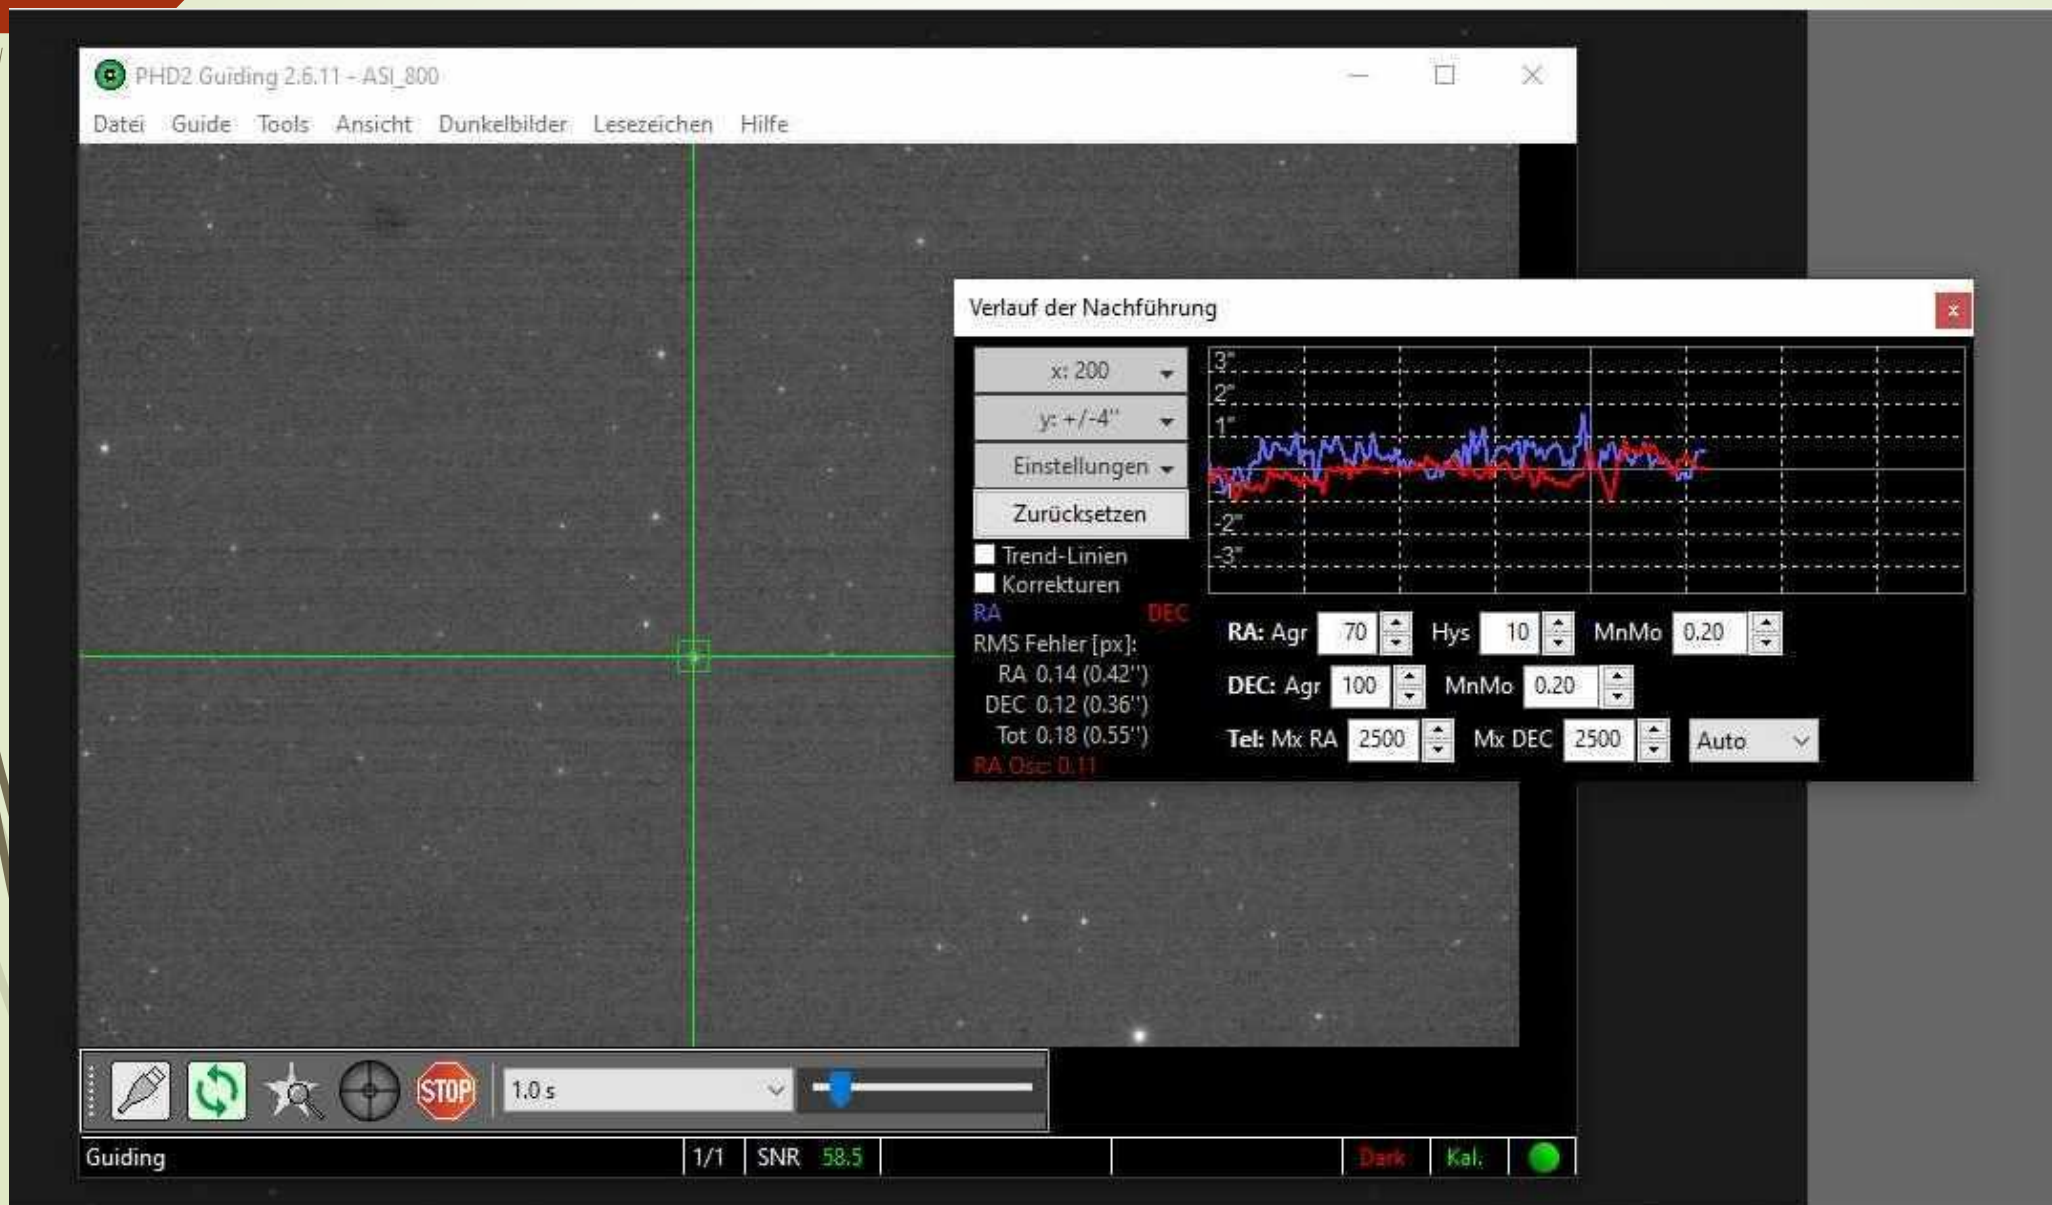 PHD2 Guiding 2.6.11 - ASI_800
Datei Guide Tools Ansicht Dunkelbilder Lesezeichen Hilfe
Verlauf der Nachführung
x: 200
y: +/-4''
Einstellungen
Zurücksetzen
Trend-Linien
Korrekturen
RA DEC
RMS Fehler [px]:
RA 0.14 (0.42'')
DEC 0.12 (0.36'')
Tot 0.18 (0.55'')
RA Osc: 0.11
3"
2"
1"
-2"
-3"
RA: Agr 70 Hys 10 MnMo 0.20
DEC: Agr 100 MnMo 0.20
Tel: Mx RA 2500 Mx DEC 2500 Auto
STOP 1.0 s
Guiding 1/1 SNR 58.5 Dark Kal.